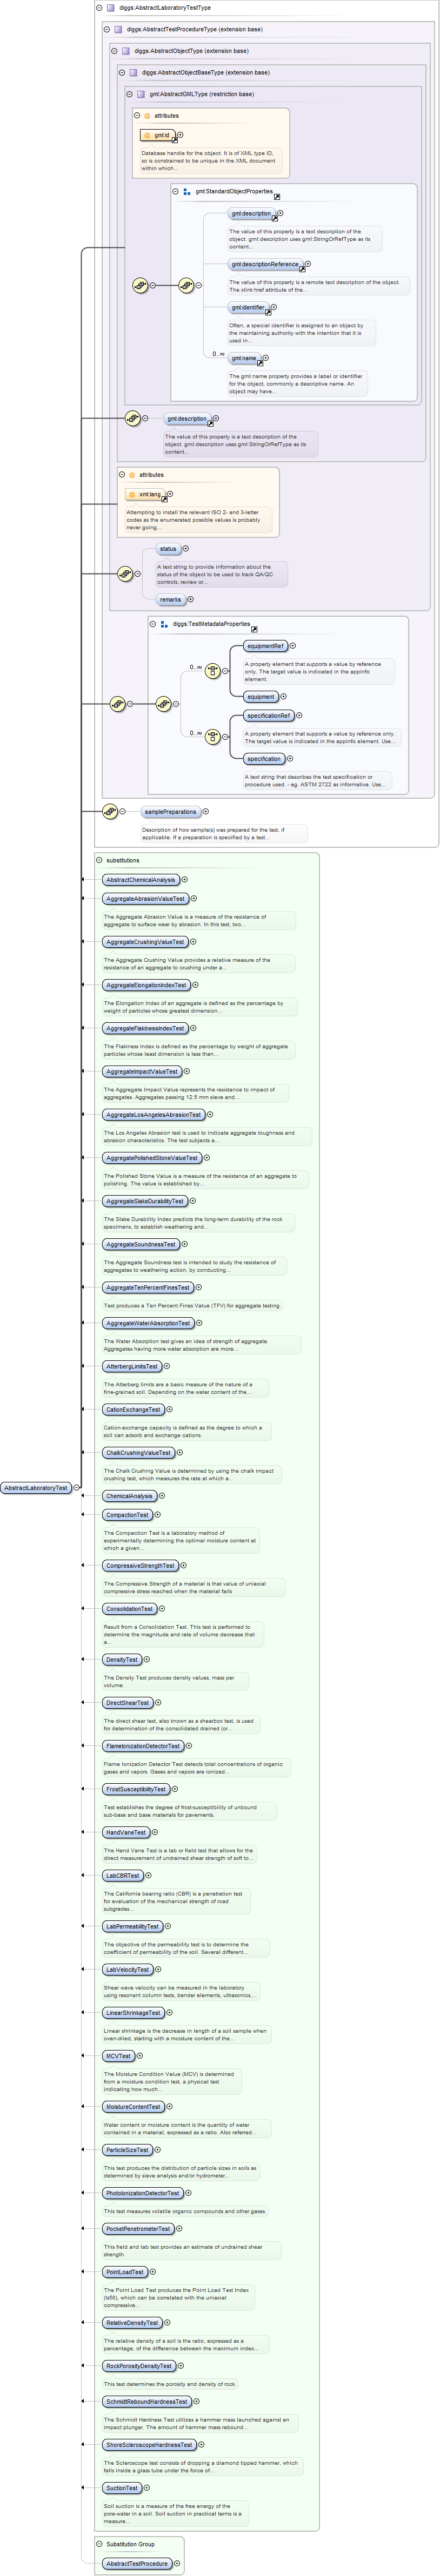 diggs:AbstractLaboratoryTestType
diggs:AbstractTestProcedureType (extension base)
diggs:AbstractObjectType (extension base)
diggs:AbstractObjectBaseType (extension base)
gml:AbstractGMLType (restriction base)
attributes
gml:id
Database handle for the object. It is of XML type ID,
so is constrained to be unique in the XML document
within which...
gml:StandardObjectProperties
gml:description
The value of this property is a text description of the
object. gml:description uses gml:StringOrRefType as its
content...
gml:descriptionReference
The value of this property is a remote text description of the object.
The xlink:href attribute of the...
gml:identifier
Often, a special identifier is assigned to an object by
the maintaining authority with the intention that it is
used in...
0..∞
gml:name
The gml:name property provides a label or identifier
for the object, commonly a descriptive name. An
object may have...
gml:description
The value of this property is a text description of the
object. gml:description uses gml:StringOrRefType as its
content...
attributes
xml:lang
Attempting to install the relevant ISO 2- and 3-letter
codes as the enumerated possible values is probably
never going...
status
A text string to provide information about the
status of the object to be used to track QA/QC
controls, review or...
remarks
diggs:TestMetadataProperties
0..∞
equipmentRef
A property element that supports a value by reference
only. The target value is indicated in the appinfo
element.
equipment
0..∞
specificationRef
A property element that supports a value by reference only.
The target value is indicated in the appinfo element. Use...
specification
A text string that describes the test specification or
procedure used. - eg. ASTM 2722 as informative. Use...
samplePreparations
Description of how sample(s) was prepared for the test, if
applicable. If a preparation is specified by a test...
substitutions
AbstractChemicalAnalysis
AggregateAbrasionValueTest
The Aggregate Abrasion Value is a measure of the resistance of
aggregate to surface wear by abrasion. In this test, two...
AggregateCrushingValueTest
The Aggregate Crushing Value provides a relative measure of the
resistance of an aggregate to crushing under a...
AggregateElongationIndexTest
The Elongation Index of an aggregate is defined as the percentage by
weight of particles whose greatest dimension...
AggregateFlakinessIndexTest
The Flakiness Index is defined as the percentage by weight of aggregate
particles whose least dimension is less than...
AggregateImpactValueTest
The Aggregate Impact Value represents the resistance to impact of
aggregates. Aggregates passing 12.5 mm sieve and...
AggregateLosAngelesAbrasionTest
The Los Angeles Abrasion test is used to indicate aggregate toughness and
abrasion characteristics. The test subjects a...
AggregatePolishedStoneValueTest
The Polished Stone Value is a measure of the resistance of an aggregate to
polishing. The value is established by...
AggregateSlakeDurabilityTest
The Slake Durability Index predicts the long-term durability of the rock
specimens, to establish weathering and...
AggregateSoundnessTest
The Aggregate Soundness test is intended to study the resistance of
aggregates to weathering action, by conducting...
AggregateTenPercentFinesTest
Test produces a Ten Percent Fines Value (TFV) for aggregate testing.
AggregateWaterAbsorptionTest
The Water Absorption test gives an idea of strength of aggregate.
Aggregates having more water absorption are more...
AtterbergLimitsTest
The Atterberg limits are a basic measure of the nature of a
fine-grained soil. Depending on the water content of the...
CationExchangeTest
Cation-exchange capacity is defined as the degree to which a
soil can adsorb and exchange cations.
ChalkCrushingValueTest
The Chalk Crushing Value is determined by using the chalk impact
crushing test, which measures the rate at which a...
AbstractLaboratoryTest
ChemicalAnalysis
CompactionTest
The Compaction Test is a laboratory method of
experimentally determining the optimal moisture content at
which a given...
CompressiveStrengthTest
The Compressive Strength of a material is that value of uniaxial
compressive stress reached when the material fails
ConsolidationTest
Result from a Consolidation Test. This test is performed to
determine the magnitude and rate of volume decrease that
a...
DensityTest
The Density Test produces density values, mass per
volume.
DirectShearTest
The direct shear test, also known as a shearbox test, is used
for determination of the consolidated drained (or...
FlameIonizationDetectorTest
Flame Ionization Detector Test detects total concentrations of organic
gases and vapors. Gases and vapors are ionized...
FrostSusceptibilityTest
Test establishes the degree of frost-susceptibility of unbound
sub-base and base materials for pavements.
HandVaneTest
The Hand Vane Test is a lab or field test that allows for the
direct measurement of undrained shear strength of soft to...
LabCBRTest
The California bearing ratio (CBR) is a penetration test
for evaluation of the mechanical strength of road
subgrades...
LabPermeabilityTest
The objective of the permeability test is to determine the
coefficient of permeability of the soil. Several different...
LabVelocityTest
Shear wave velocity can be measured in the laboratory
using resonant column tests, bender elements, ultrasonics,...
LinearShrinkageTest
Linear shrinkage is the decrease in length of a soil sample when
oven-dried, starting with a moisture content of the...
MCVTest
The Moisture Condition Value (MCV) is determined
from a moisture condition test, a physical test
indicating how much...
MoistureContentTest
Water content or moisture content is the quantity of water
contained in a material, expressed as a ratio. Also referred...
ParticleSizeTest
This test produces the distribution of particle sizes in soils as
determined by sieve analysis and/or hydrometer...
PhotoIonizationDetectorTest
This test measures volatile organic compounds and other gases.
PocketPenetrometerTest
This field and lab test provides an estimate of undrained shear
strength.
PointLoadTest
The Point Load Test produces the Point Load Test Index
(Is50), which can be correlated with the uniaxial
compressive...
RelativeDensityTest
The relative density of a soil is the ratio, expressed as a
percentage, of the difference between the maximum index...
RockPorosityDensityTest
This test determines the porosity and density of rock.
SchmidtReboundHardnessTest
The Schmidt Hardness Test utilizes a hammer mass launched against an
impact plunger. The amount of hammer mass rebound...
ShoreScleroscopeHardnessTest
The Scleroscope test consists of dropping a diamond tipped hammer, which
falls inside a glass tube under the force of...
SuctionTest
Soil suction is a measure of the free energy of the
pore-water in a soil. Soil suction in practical terms is a
measure...
Substitution Group
AbstractTestProcedure